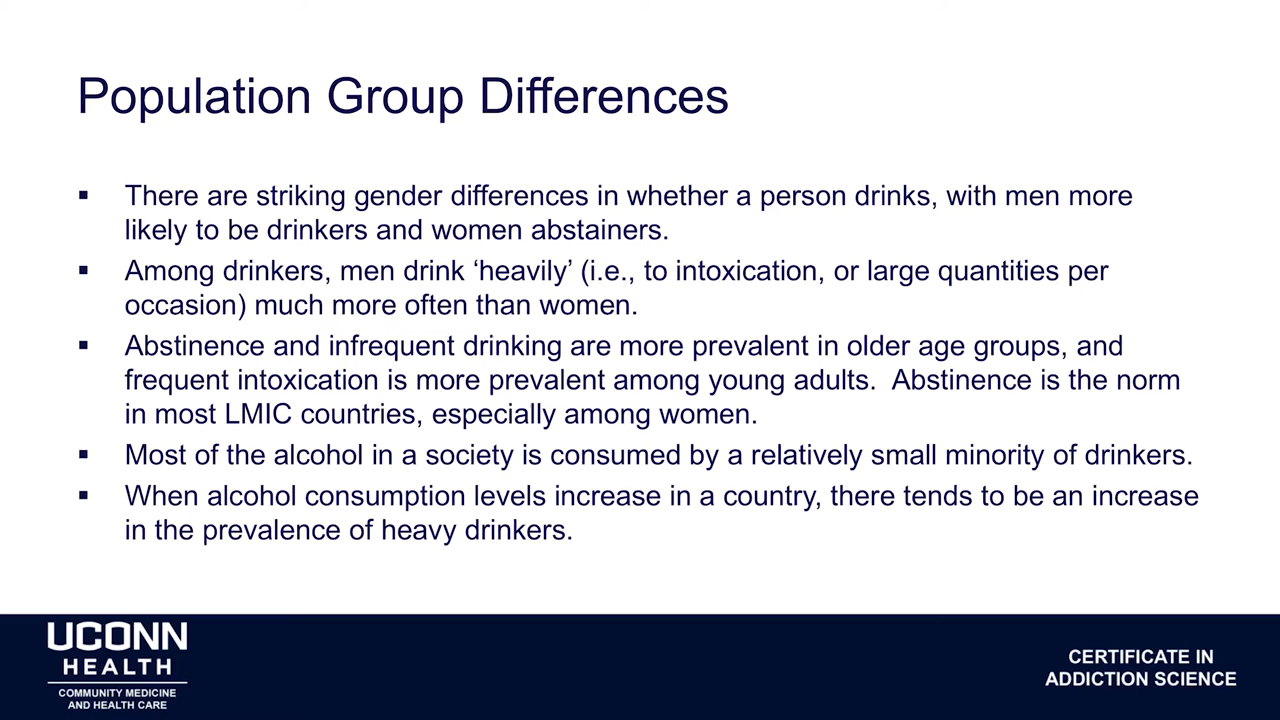 Population Group Differences
▪ There are striking gender differences in whether a person drinks, with men more
likely to be drinkers and women abstainers.
▪ Among drinkers, men drink ‘heavily’ (i.e., to intoxication, or large quantities per
occasion) much more often than women.
▪ Abstinence and infrequent drinking are more prevalent in older age groups, and
frequent intoxication is more prevalent among young adults.  Abstinence is the norm
in most LMIC countries, especially among women.
▪ Most of the alcohol in a society is consumed by a relatively small minority of drinkers.
▪ When alcohol consumption levels increase in a country, there tends to be an increase
in the prevalence of heavy drinkers.
UCONN
HEALTH
COMMUNITY MEDICINE
AND HEALTH CARE
CERTIFICATE IN
ADDICTION SCIENCE